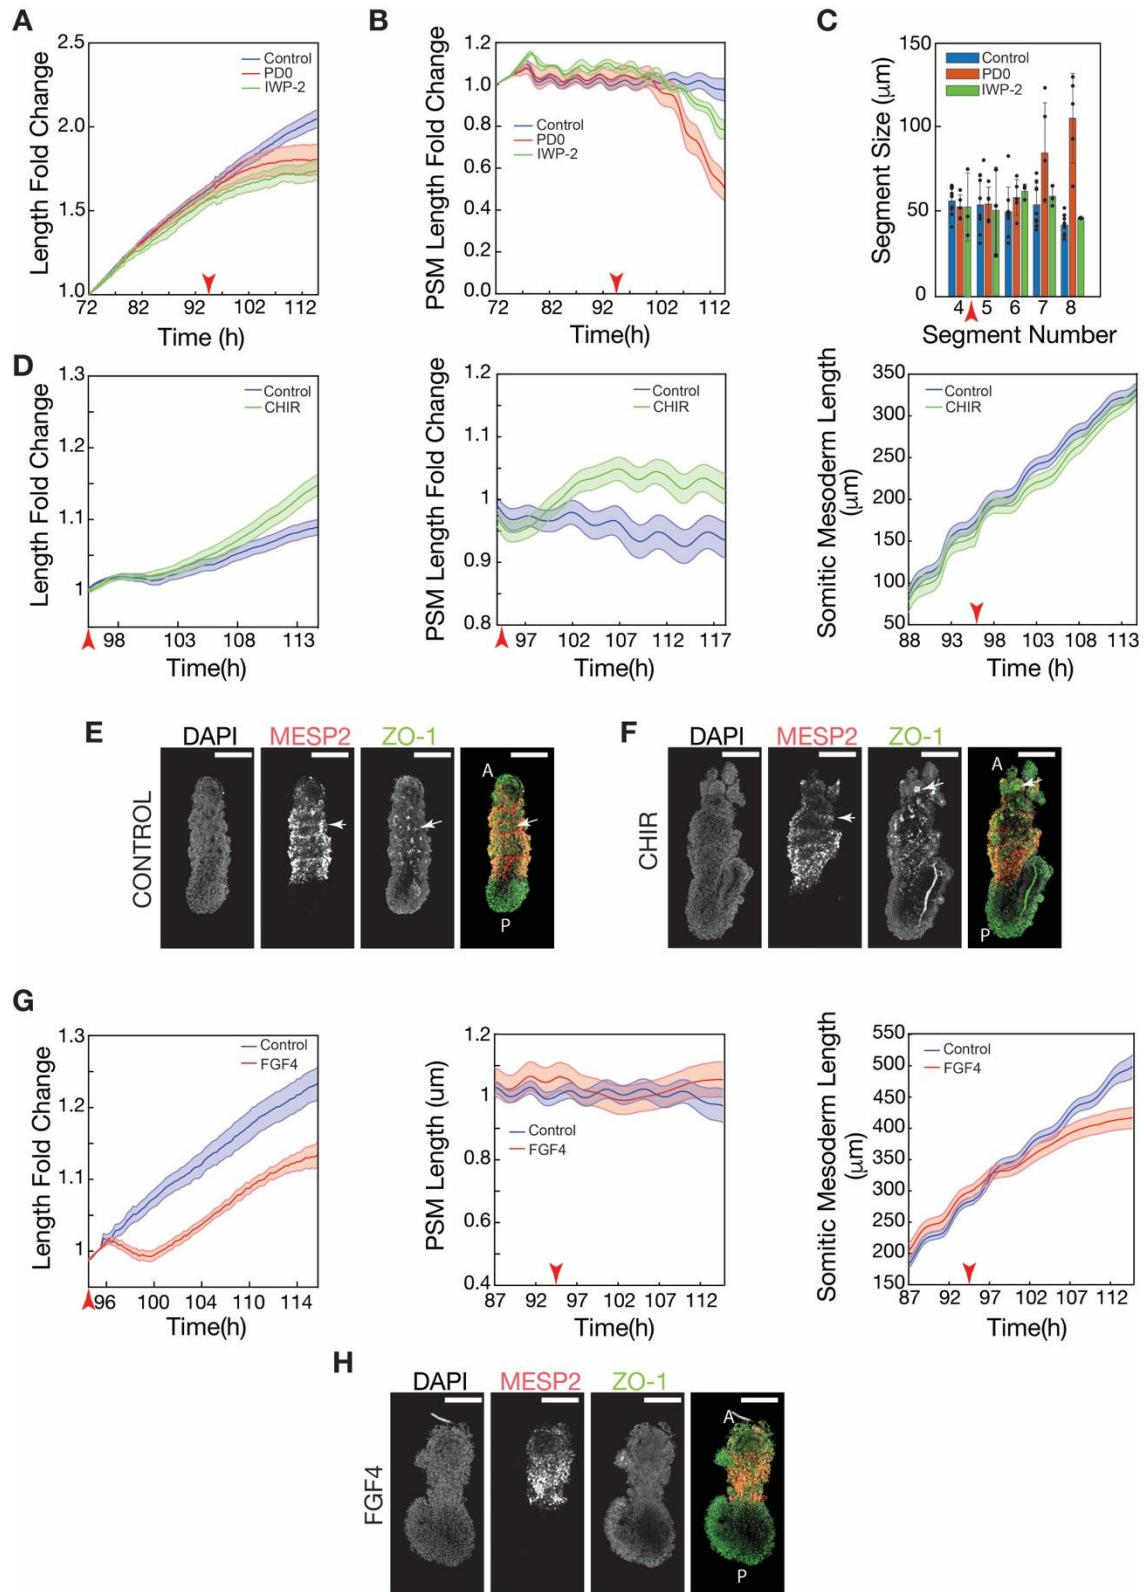 A
2.5
2.0
1.5
1.0
Length Fold Change
72 82 92 102 112
Time (h)
Control
PD0
IWP-2
B
1.2
1.0
0.8
0.6
0.4
0.2
0.0
PSM Length Fold Change
72 82 92 102 112
Time(h)
Control
PD0
IWP-2
C
150
100
50
0
Segment Size (μm)
4 5 6 7 8
Segment Number
Control
PD0
IWP-2
D
1.3
1.2
1.1
1
Length Fold Change
98 103 108 114
Time(h)
Control
CHIR
1.2
1.1
1
0.9
0.8
PSM Length Fold Change
97 102 107 112 118
Time(h)
Control
CHIR
350
300
250
200
150
100
50
Somitic Mesoderm Length
(μm)
88 93 98 103 108 114
Time (h)
Control
CHIR
E
DAPI MESP2 ZO-1
CONTROL
A
P
F
DAPI MESP2 ZO-1
CHIR
A
P
G
1.3
1.2
1.1
1
Length Fold Change
96 100 104 110 114
Time(h)
Control
FGF4
1.2
1
0.8
0.6
0.4
PSM Length (um)
87 92 97 102 107 112
Time(h)
Control
FGF4
550
500
450
400
350
300
250
200
150
Somitic Mesoderm Length
(μm)
87 92 97 102 107 112
Time(h)
Control
FGF4
H
DAPI MESP2 ZO-1
FGF4
A
P